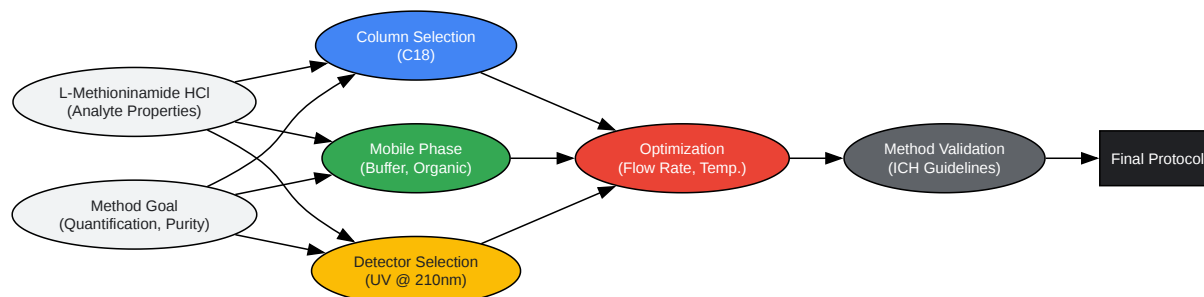 Column Selection
(C18)
L-Methioninamide HCl
(Analyte Properties)
Mobile Phase
(Buffer, Organic)
Optimization
(Flow Rate, Temp.)
Method Validation
(ICH Guidelines)
Final Protocol
Method Goal
(Quantification, Purity)
Detector Selection
(UV @ 210nm)